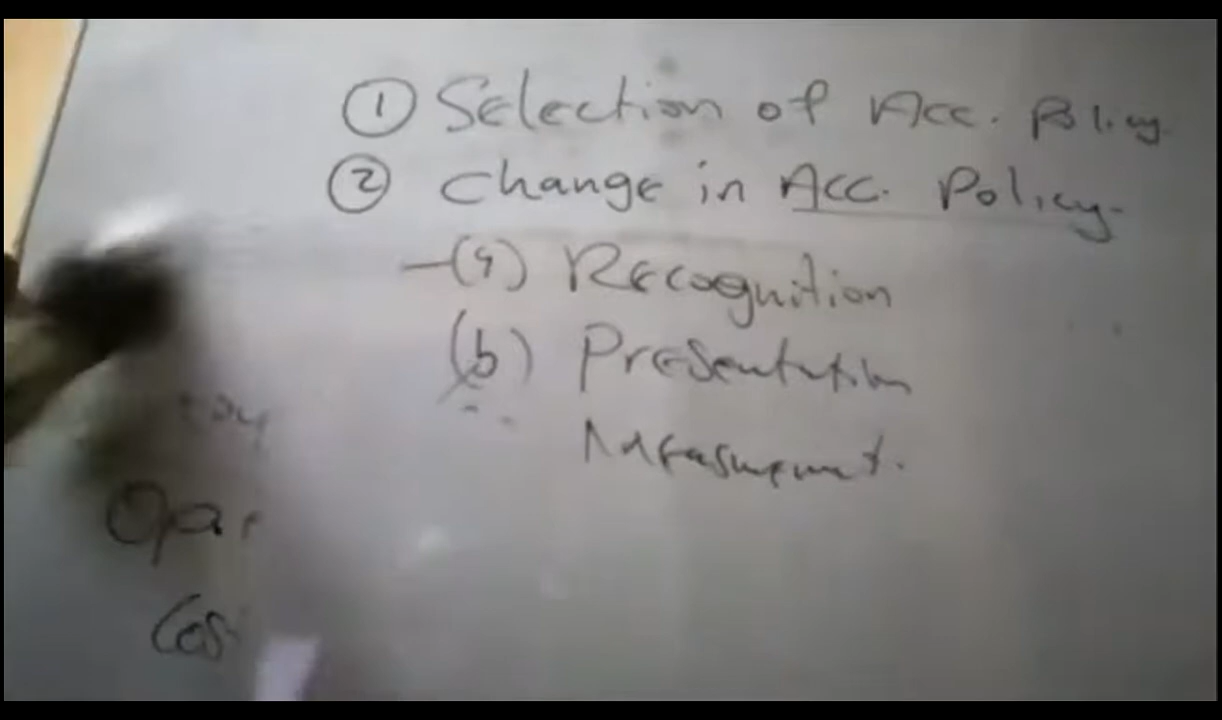 ① Selection of Acc. Policy.
② Change in Acc. Policy.
(a) Recognition
(b) Presentation
Measurement.